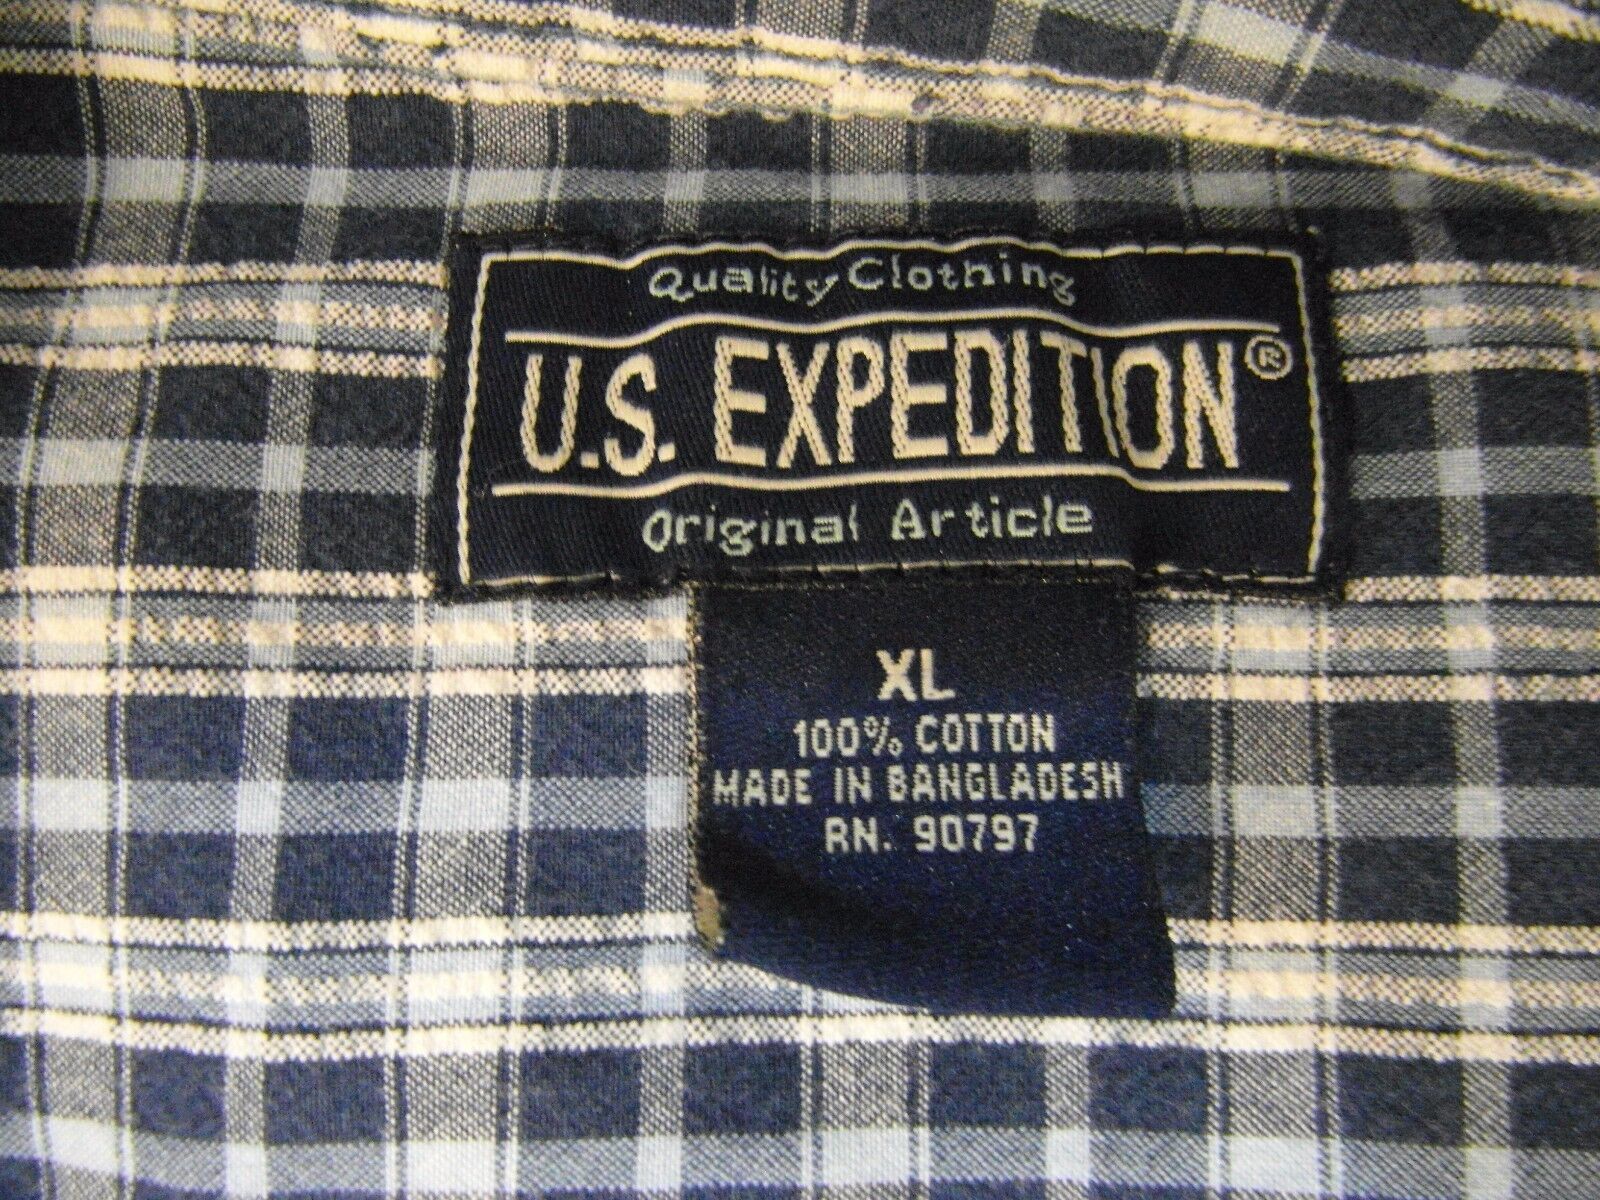 Quality Clothing
U.S. EXPEDITION®
Original Article
XL
100% COTTON
MADE IN BANGLADESH
RN. 90797